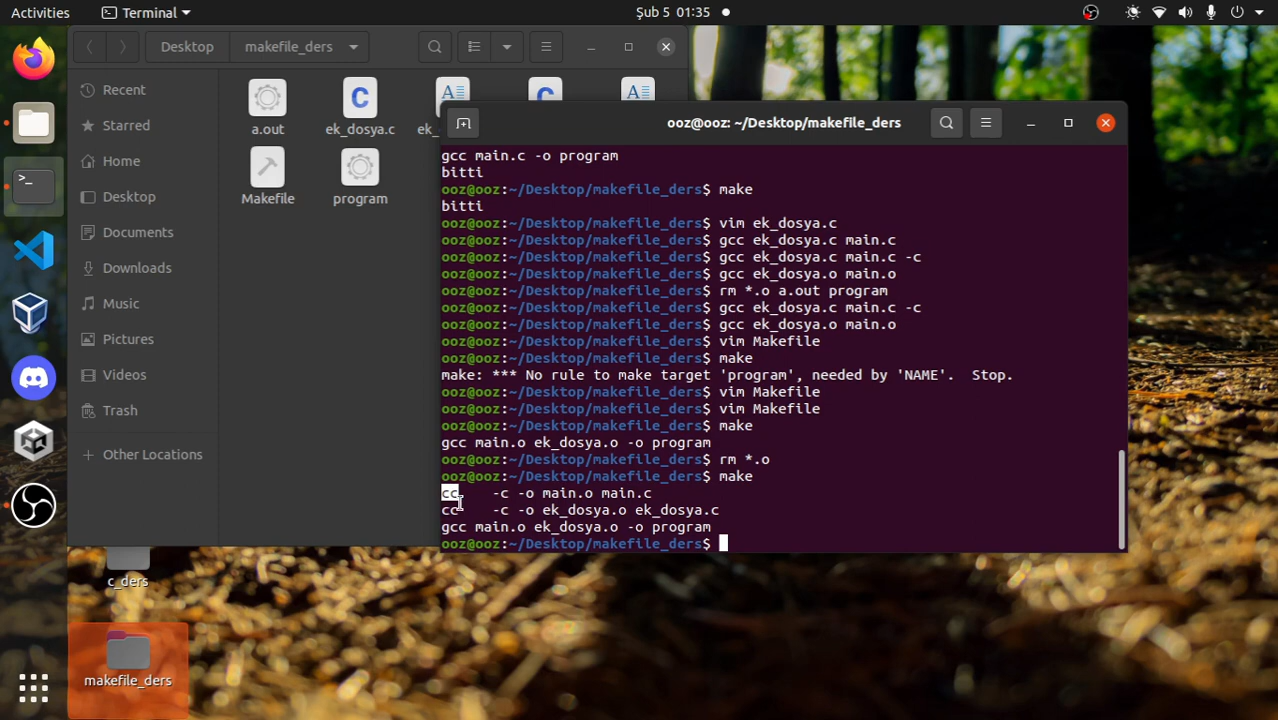 Activities
Terminal
Şub 5 01:35
Desktop
makefile_ders
Recent
Starred
Home
Desktop
Documents
Downloads
Music
Pictures
Videos
Trash
Other Locations
a.out
ek_dosya.c
Makefile
program
ooz@ooz: ~/Desktop/makefile_ders
gcc main.c -o program
bitti
ooz@ooz:~/Desktop/makefile_ders$ make
bitti
ooz@ooz:~/Desktop/makefile_ders$ vim ek_dosya.c
ooz@ooz:~/Desktop/makefile_ders$ gcc ek_dosya.c main.c
ooz@ooz:~/Desktop/makefile_ders$ gcc ek_dosya.c main.c -c
ooz@ooz:~/Desktop/makefile_ders$ gcc ek_dosya.o main.o
ooz@ooz:~/Desktop/makefile_ders$ rm *.o a.out program
ooz@ooz:~/Desktop/makefile_ders$ gcc ek_dosya.c main.c -c
ooz@ooz:~/Desktop/makefile_ders$ gcc ek_dosya.o main.o
ooz@ooz:~/Desktop/makefile_ders$ vim Makefile
ooz@ooz:~/Desktop/makefile_ders$ make
make: *** No rule to make target 'program', needed by 'NAME'.  Stop.
ooz@ooz:~/Desktop/makefile_ders$ vim Makefile
ooz@ooz:~/Desktop/makefile_ders$ vim Makefile
ooz@ooz:~/Desktop/makefile_ders$ make
gcc main.o ek_dosya.o -o program
ooz@ooz:~/Desktop/makefile_ders$ rm *.o
ooz@ooz:~/Desktop/makefile_ders$ make
cc    -c -o main.o main.c
cc    -c -o ek_dosya.o ek_dosya.c
gcc main.o ek_dosya.o -o program
ooz@ooz:~/Desktop/makefile_ders$
c_ders
makefile_ders